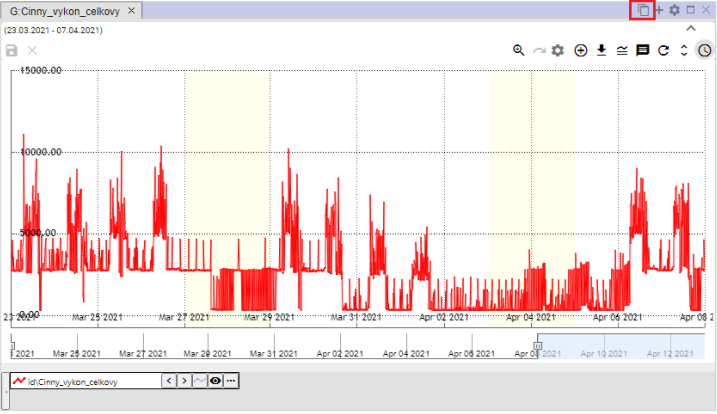 G:Cinny_vykon_celkovy
(23.03.2021 - 07.04.2021)
15000.00
10000.00
5000.00
0.00
23 2021 Mar 25 2021 Mar 27 2021 Mar 29 2021 Mar 31 2021 Apr 02 2021 Apr 04 2021 Apr 06 2021 Apr 08 2
2021 Mar 25 2021 Mar 27 2021 Mar 29 2021 Mar 31 2021 Apr 02 2021 Apr 04 2021 Apr 06 2021 Apr 08 2021 Apr 10 2021 Apr 12 2021
id\Cinny_vykon_celkovy